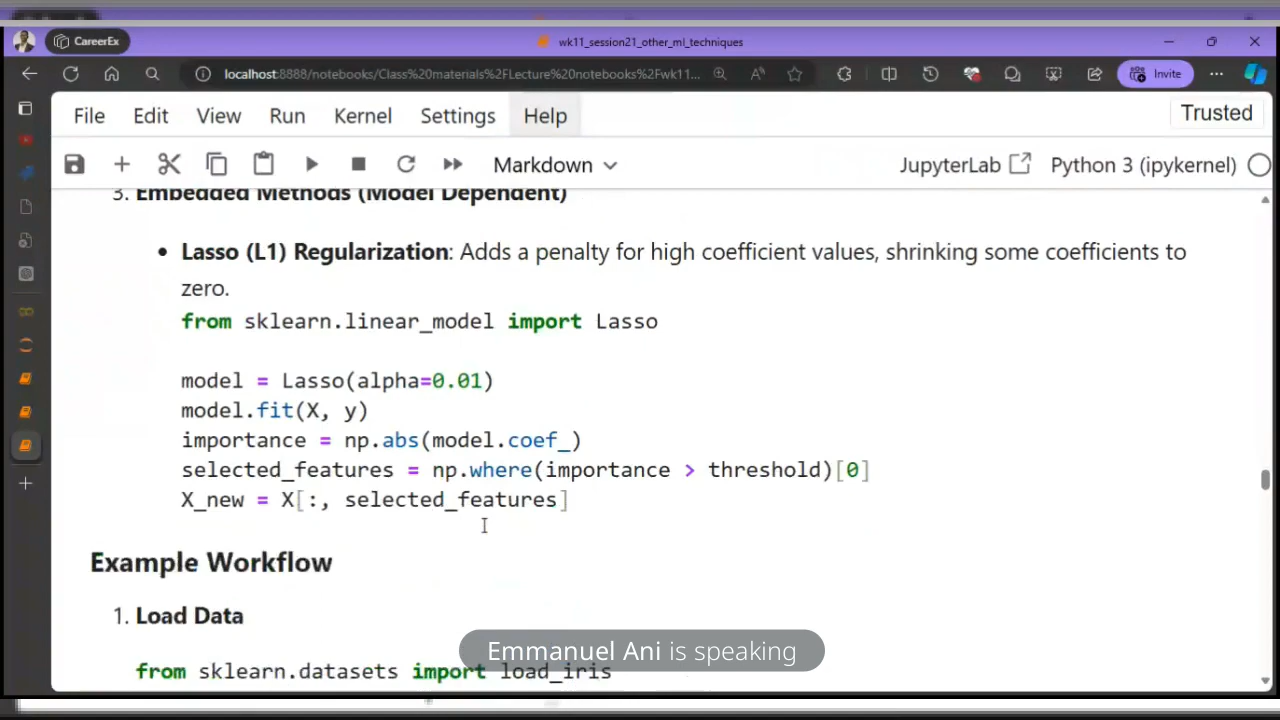 CareerEx
wk11_session21_other_ml_techniques
localhost:8888/notebooks/Class%20materials%2FLecture%20notebooks%2Fwk11...
Invite
File Edit View Run Kernel Settings Help
Trusted
Markdown
JupyterLab
Python 3 (ipykernel)
3. Embedded Methods (Model Dependent)
• Lasso (L1) Regularization: Adds a penalty for high coefficient values, shrinking some coefficients to
zero.
from sklearn.linear_model import Lasso
model = Lasso(alpha=0.01)
model.fit(X, y)
importance = np.abs(model.coef_)
selected_features = np.where(importance > threshold)[0]
X_new = X[:, selected_features]
Example Workflow
1. Load Data
Emmanuel Ani is speaking
from sklearn.datasets import load_iris